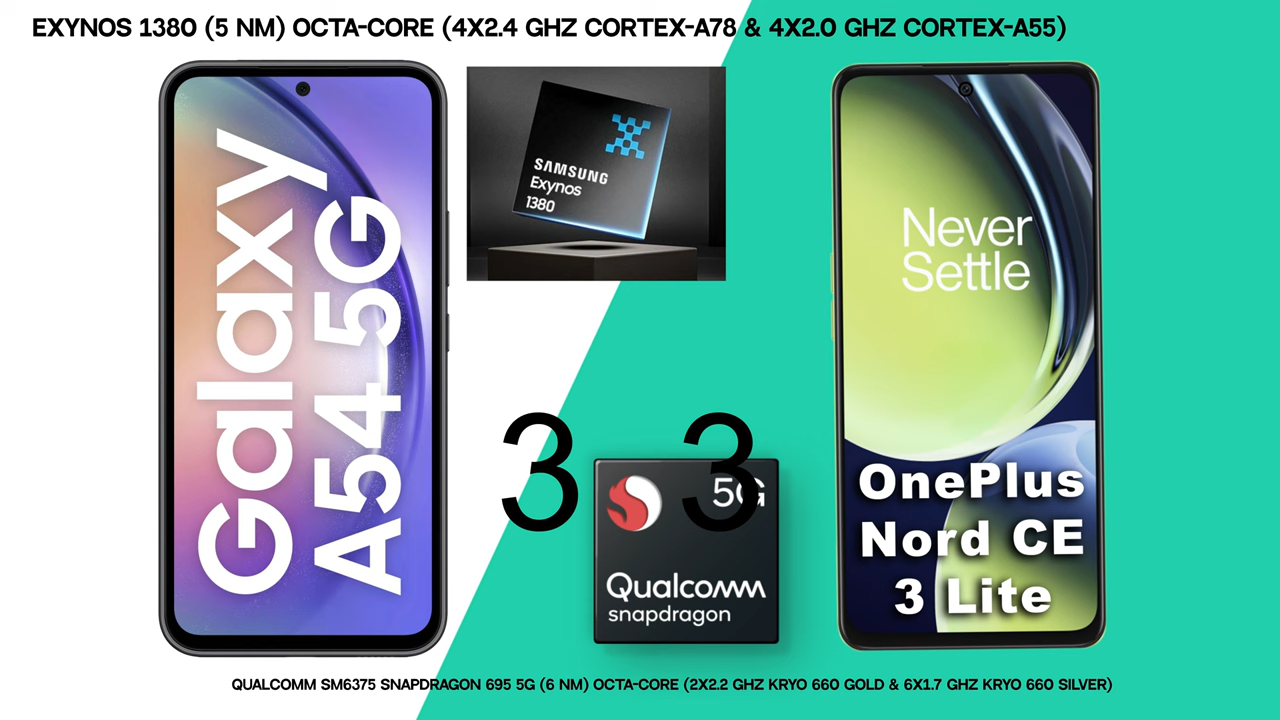 EXYNOS 1380 (5 NM) OCTA-CORE (4X2.4 GHZ CORTEX-A78 & 4X2.0 GHZ CORTEX-A55)
Galaxy
A54 5G
SAMSUNG
Exynos
1380
Never
Settle
3 3
5G
Qualcomm
snapdragon
OnePlus
Nord CE
3 Lite
QUALCOMM SM6375 SNAPDRAGON 695 5G (6 NM) OCTA-CORE (2X2.2 GHZ KRYO 660 GOLD & 6X1.7 GHZ KRYO 660 SILVER)